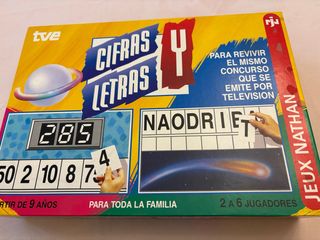 tve
CIFRAS
Y
LETRAS
PARA REVIVIR
EL MISMO
CONCURSO
QUE SE
EMITE POR
TELEVISION
285
50 2 10 8 75 4
NAODRIET
JEUX NATHAN
RTIR DE 9 AÑOS
PARA TODA LA FAMILIA
2 A 6 JUGADORES